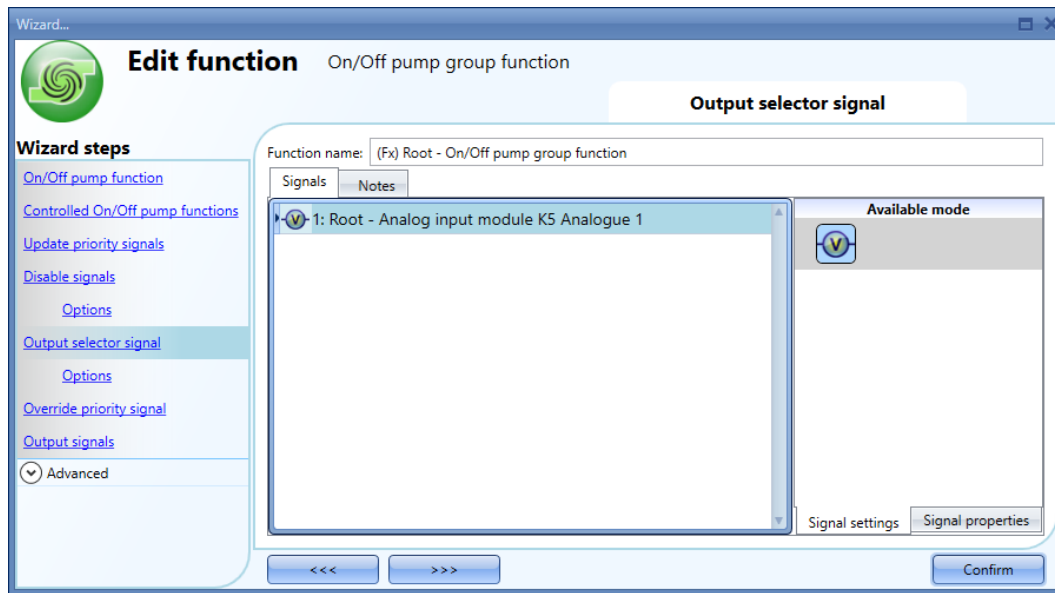 Wizard...
Edit function
On/Off pump group function
Output selector signal
Wizard steps
On/Off pump function
Controlled On/Off pump functions
Update priority signals
Disable signals
Options
Output selector signal
Options
Override priority signal
Output signals
Advanced
Function name: (Fx) Root - On/Off pump group function
Signals Notes
V 1: Root - Analog input module K5 Analogue 1
Available mode
V
Signal settings Signal properties
<<< >>> Confirm